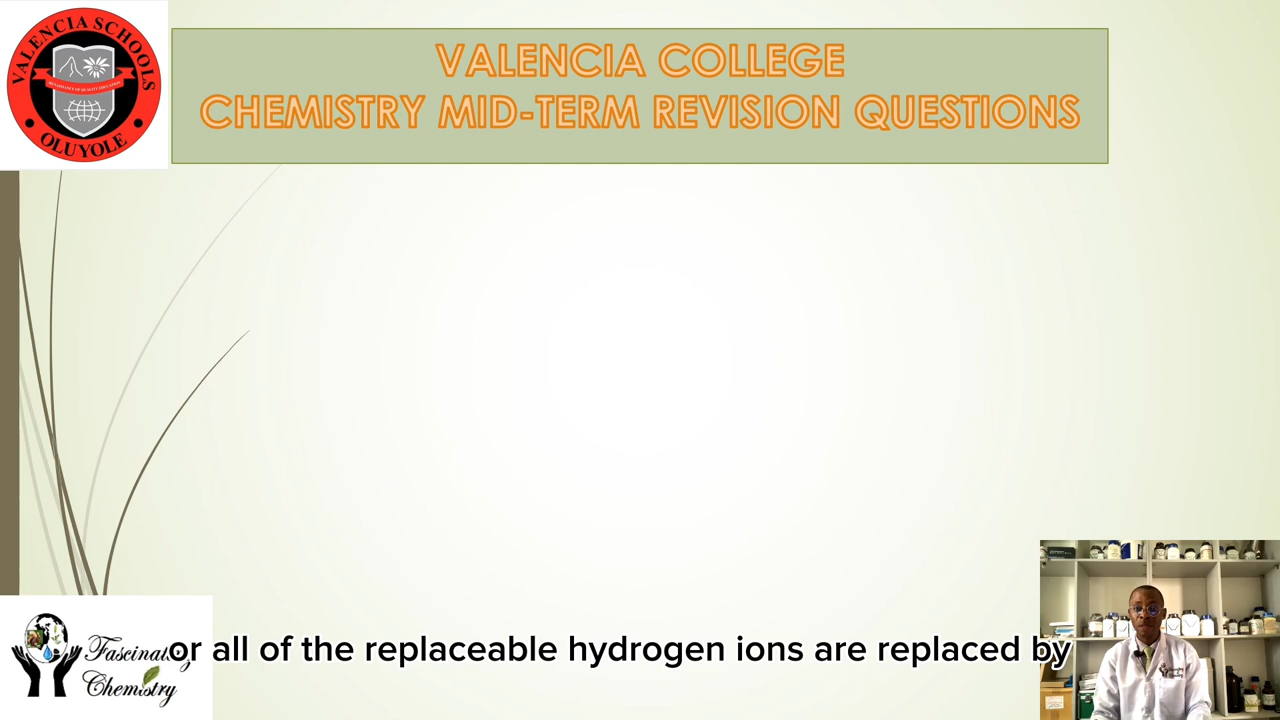 VALENCIA SCHOOLS
OLUYOLE
VALENCIA COLLEGE
CHEMISTRY MID-TERM REVISION QUESTIONS
Fascinating
Chemistry
or all of the replaceable hydrogen ions are replaced by